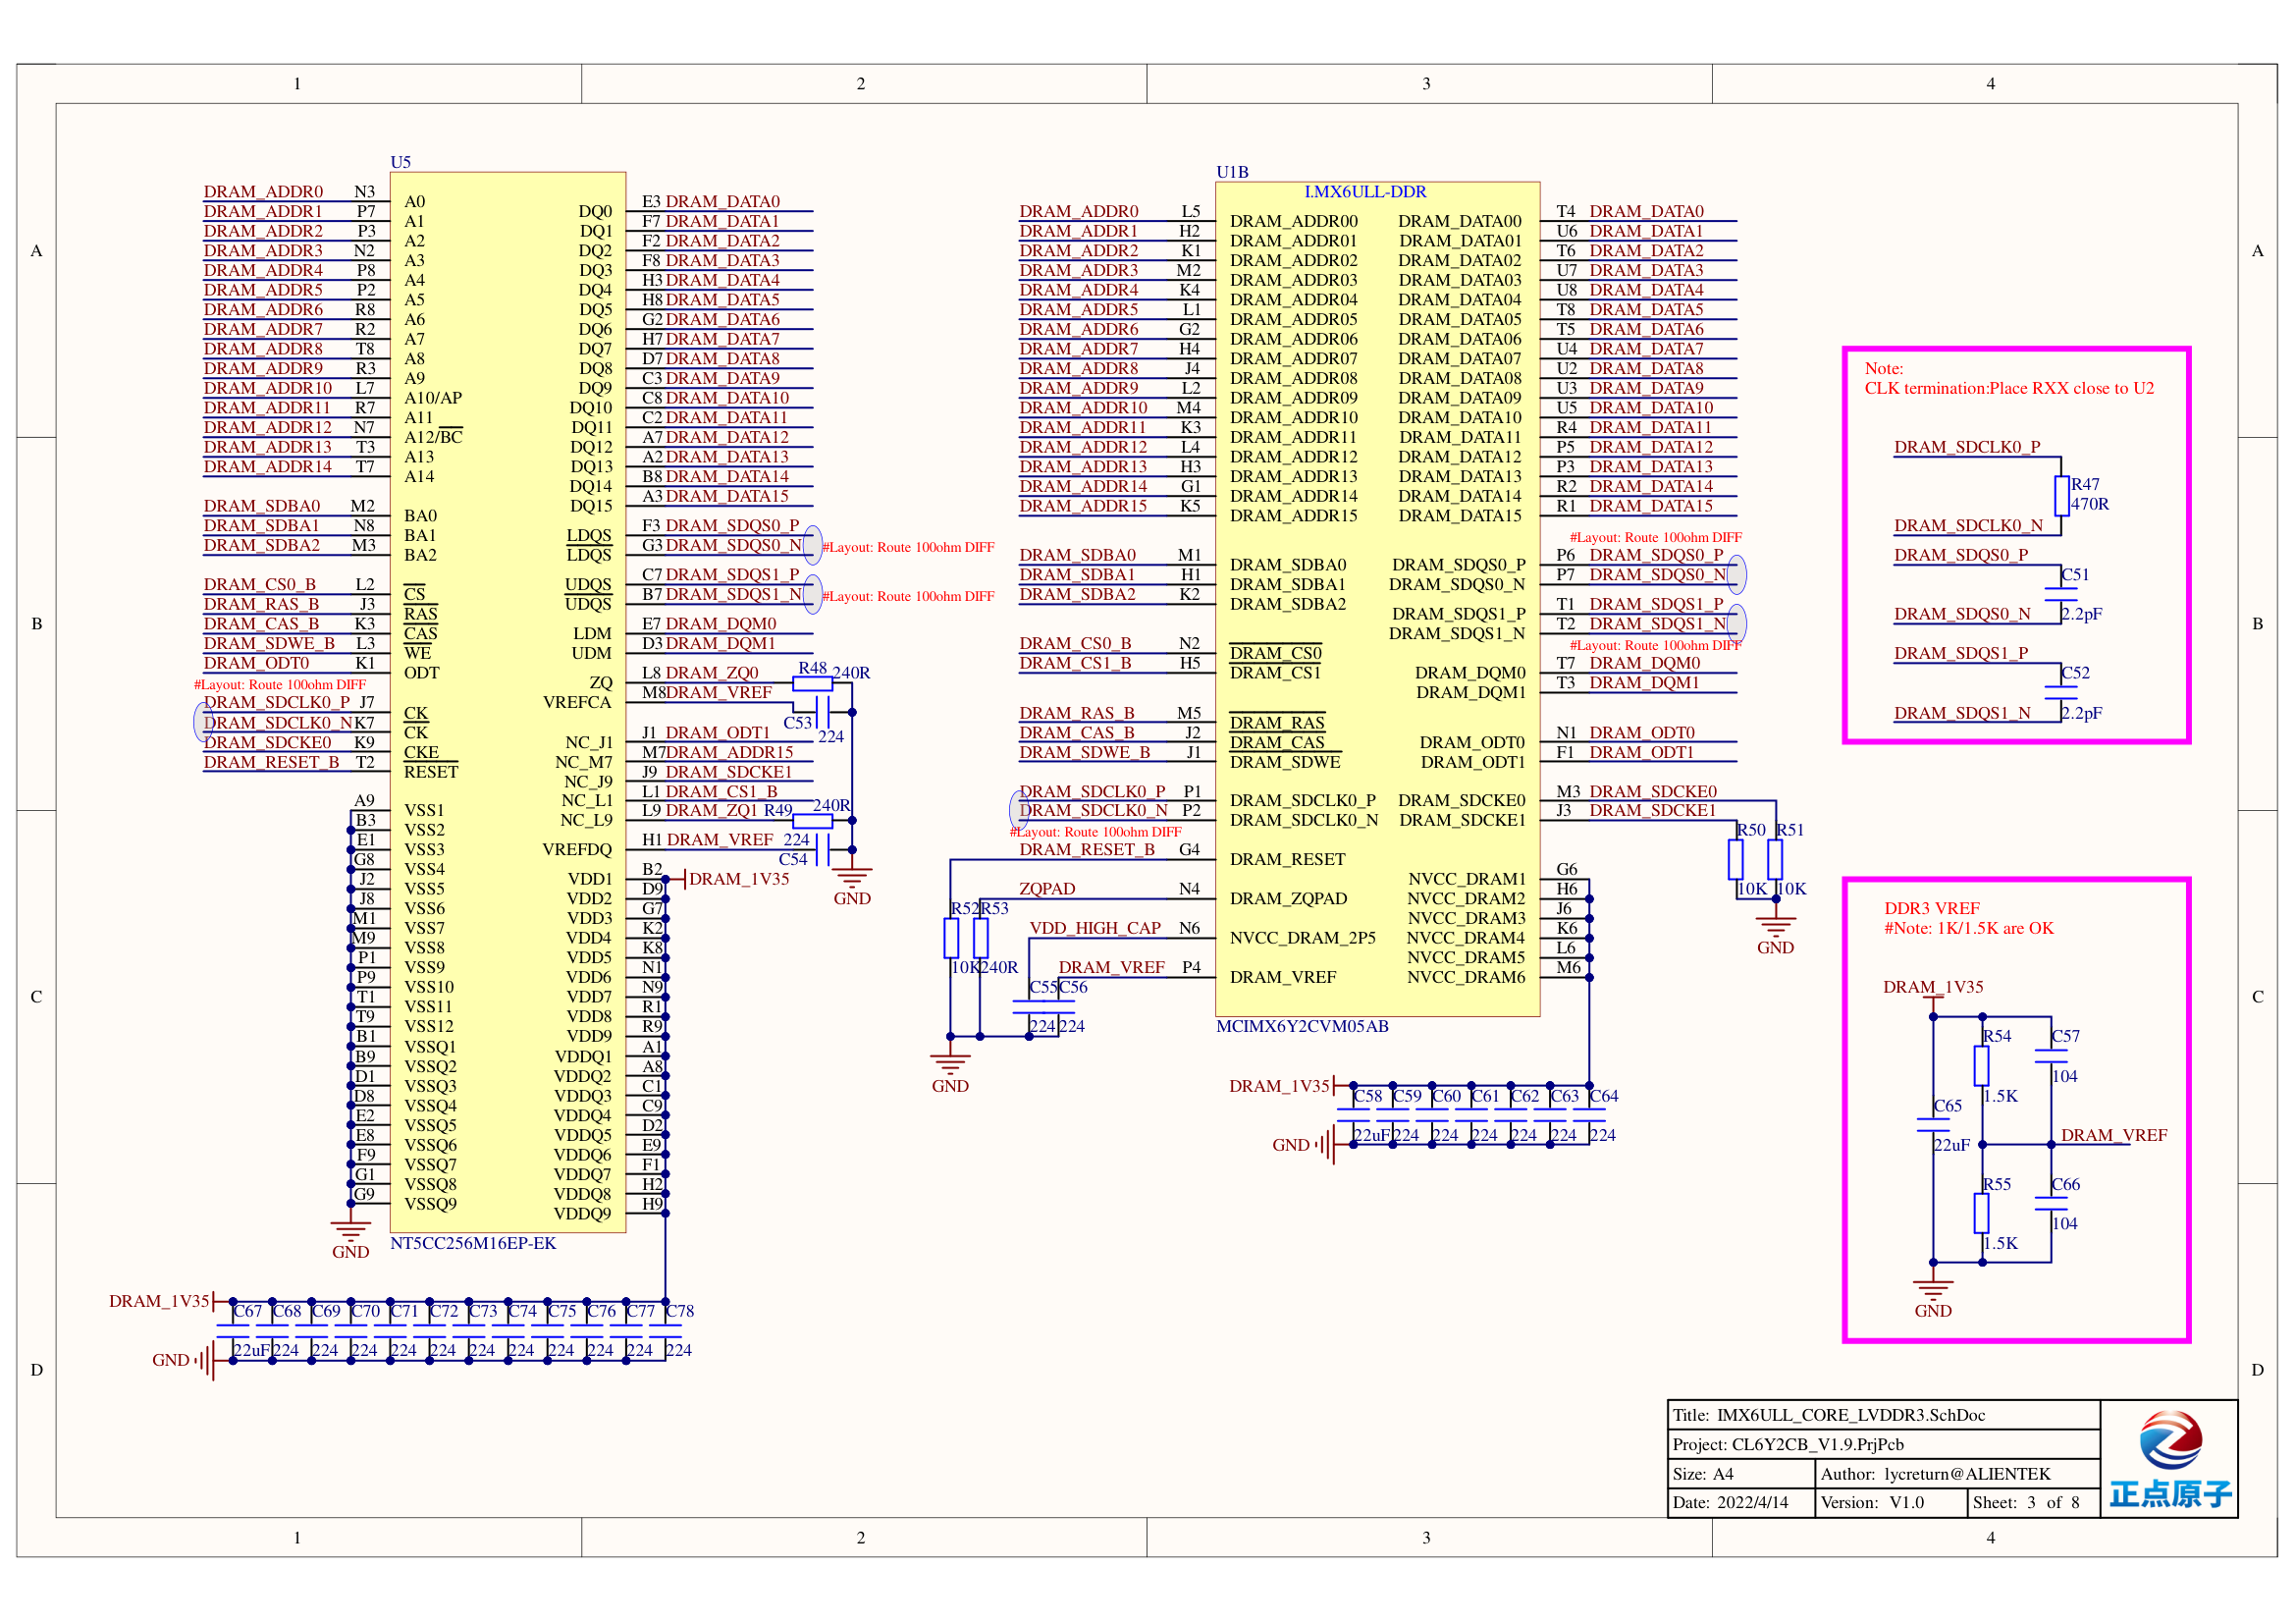 1 2 3 4
A
B
C
D
U5
DRAM_ADDR0 N3 A0
DRAM_ADDR1 P7 A1
DRAM_ADDR2 P3 A2
DRAM_ADDR3 N2 A3
DRAM_ADDR4 P8 A4
DRAM_ADDR5 P2 A5
DRAM_ADDR6 R8 A6
DRAM_ADDR7 R2 A7
DRAM_ADDR8 T8 A8
DRAM_ADDR9 R3 A9
DRAM_ADDR10 L7 A10/AP
DRAM_ADDR11 R7 A11
DRAM_ADDR12 N7 A12/BC
DRAM_ADDR13 T3 A13
DRAM_ADDR14 T7 A14
DRAM_SDBA0 M2 BA0
DRAM_SDBA1 N8 BA1
DRAM_SDBA2 M3 BA2
DRAM_CS0_B L2 CS
DRAM_RAS_B J3 RAS
DRAM_CAS_B K3 CAS
DRAM_SDWE_B L3 WE
DRAM_ODT0 K1 ODT
#Layout: Route 100ohm DIFF
DRAM_SDCLK0_P J7 CK
DRAM_SDCLK0_N K7 CK
DRAM_SDCKE0 K9 CKE
DRAM_RESET_B T2 RESET
A9 VSS1
B3 VSS2
E1 VSS3
G8 VSS4
J2 VSS5
J8 VSS6
M1 VSS7
M9 VSS8
P1 VSS9
P9 VSS10
T1 VSS11
T9 VSS12
B1 VSSQ1
B9 VSSQ2
D1 VSSQ3
D8 VSSQ4
E2 VSSQ5
E8 VSSQ6
F9 VSSQ7
G1 VSSQ8
G9 VSSQ9
GND
DQ0 E3 DRAM_DATA0
DQ1 F7 DRAM_DATA1
DQ2 F2 DRAM_DATA2
DQ3 F8 DRAM_DATA3
DQ4 H3 DRAM_DATA4
DQ5 H8 DRAM_DATA5
DQ6 G2 DRAM_DATA6
DQ7 H7 DRAM_DATA7
DQ8 D7 DRAM_DATA8
DQ9 C3 DRAM_DATA9
DQ10 C8 DRAM_DATA10
DQ11 C2 DRAM_DATA11
DQ12 A7 DRAM_DATA12
DQ13 A2 DRAM_DATA13
DQ14 B8 DRAM_DATA14
DQ15 A3 DRAM_DATA15
LDQS F3 DRAM_SDQS0_P
LDQS G3 DRAM_SDQS0_N #Layout: Route 100ohm DIFF
UDQS C7 DRAM_SDQS1_P
UDQS B7 DRAM_SDQS1_N #Layout: Route 100ohm DIFF
LDM E7 DRAM_DQM0
UDM D3 DRAM_DQM1
ZQ L8 DRAM_ZQ0 R48 240R
VREFCA M8 DRAM_VREF C53 224
NC_J1 J1 DRAM_ODT1
NC_M7 M7 DRAM_ADDR15
NC_J9 J9 DRAM_SDCKE1
NC_L1 L1 DRAM_CS1_B
NC_L9 L9 DRAM_ZQ1 R49 240R
VREFDQ H1 DRAM_VREF 224 C54
GND
VDD1 B2 DRAM_1V35
VDD2 D9
VDD3 G7
VDD4 K2
VDD5 K8
VDD6 N1
VDD7 N9
VDD8 R1
VDD9 R9
VDDQ1 A1
VDDQ2 A8
VDDQ3 C1
VDDQ4 C9
VDDQ5 D2
VDDQ6 E9
VDDQ7 F1
VDDQ8 H2
VDDQ9 H9
NT5CC256M16EP-EK
DRAM_1V35
C67 C68 C69 C70 C71 C72 C73 C74 C75 C76 C77 C78
GND
22uF 224 224 224 224 224 224 224 224 224 224 224
U1B
I.MX6ULL-DDR
DRAM_ADDR0 L5 DRAM_ADDR00
DRAM_ADDR1 H2 DRAM_ADDR01
DRAM_ADDR2 K1 DRAM_ADDR02
DRAM_ADDR3 M2 DRAM_ADDR03
DRAM_ADDR4 K4 DRAM_ADDR04
DRAM_ADDR5 L1 DRAM_ADDR05
DRAM_ADDR6 G2 DRAM_ADDR06
DRAM_ADDR7 H4 DRAM_ADDR07
DRAM_ADDR8 J4 DRAM_ADDR08
DRAM_ADDR9 L2 DRAM_ADDR09
DRAM_ADDR10 M4 DRAM_ADDR10
DRAM_ADDR11 K3 DRAM_ADDR11
DRAM_ADDR12 L4 DRAM_ADDR12
DRAM_ADDR13 H3 DRAM_ADDR13
DRAM_ADDR14 G1 DRAM_ADDR14
DRAM_ADDR15 K5 DRAM_ADDR15
DRAM_SDBA0 M1 DRAM_SDBA0
DRAM_SDBA1 H1 DRAM_SDBA1
DRAM_SDBA2 K2 DRAM_SDBA2
DRAM_CS0_B N2 DRAM_CS0
DRAM_CS1_B H5 DRAM_CS1
DRAM_RAS_B M5 DRAM_RAS
DRAM_CAS_B J2 DRAM_CAS
DRAM_SDWE_B J1 DRAM_SDWE
DRAM_SDCLK0_P P1 DRAM_SDCLK0_P
DRAM_SDCLK0_N P2 DRAM_SDCLK0_N
#Layout: Route 100ohm DIFF
DRAM_RESET_B G4 DRAM_RESET
ZQPAD N4 DRAM_ZQPAD
R52 R53
VDD_HIGH_CAP N6 NVCC_DRAM_2P5
10K 240R
DRAM_VREF P4 DRAM_VREF
C55 C56
224 224
GND
DRAM_DATA00 T4 DRAM_DATA0
DRAM_DATA01 U6 DRAM_DATA1
DRAM_DATA02 T6 DRAM_DATA2
DRAM_DATA03 U7 DRAM_DATA3
DRAM_DATA04 U8 DRAM_DATA4
DRAM_DATA05 T8 DRAM_DATA5
DRAM_DATA06 T5 DRAM_DATA6
DRAM_DATA07 U4 DRAM_DATA7
DRAM_DATA08 U2 DRAM_DATA8
DRAM_DATA09 U3 DRAM_DATA9
DRAM_DATA10 U5 DRAM_DATA10
DRAM_DATA11 R4 DRAM_DATA11
DRAM_DATA12 P5 DRAM_DATA12
DRAM_DATA13 P3 DRAM_DATA13
DRAM_DATA14 R2 DRAM_DATA14
DRAM_DATA15 R1 DRAM_DATA15
#Layout: Route 100ohm DIFF
DRAM_SDQS0_P P6 DRAM_SDQS0_P
DRAM_SDQS0_N P7 DRAM_SDQS0_N
DRAM_SDQS1_P T1 DRAM_SDQS1_P
DRAM_SDQS1_N T2 DRAM_SDQS1_N
#Layout: Route 100ohm DIFF
DRAM_DQM0 T7 DRAM_DQM0
DRAM_DQM1 T3 DRAM_DQM1
DRAM_ODT0 N1 DRAM_ODT0
DRAM_ODT1 F1 DRAM_ODT1
DRAM_SDCKE0 M3 DRAM_SDCKE0
DRAM_SDCKE1 J3 DRAM_SDCKE1
R50 R51
10K 10K
GND
NVCC_DRAM1 G6
NVCC_DRAM2 H6
NVCC_DRAM3 J6
NVCC_DRAM4 K6
NVCC_DRAM5 L6
NVCC_DRAM6 M6
MCIMX6Y2CVM05AB
DRAM_1V35
C58 C59 C60 C61 C62 C63 C64
GND
22uF 224 224 224 224 224 224
Note:
CLK termination:Place RXX close to U2
DRAM_SDCLK0_P
R47
470R
DRAM_SDCLK0_N
DRAM_SDQS0_P
C51
DRAM_SDQS0_N 2.2pF
DRAM_SDQS1_P
C52
DRAM_SDQS1_N 2.2pF
DDR3 VREF
#Note: 1K/1.5K are OK
DRAM_1V35
R54 C57
1.5K 104
C65
22uF
DRAM_VREF
R55 C66
1.5K 104
GND
A
B
C
D
Title: IMX6ULL_CORE_LVDDR3.SchDoc
Project: CL6Y2CB_V1.9.PrjPcb
Size: A4 Author: lycreturn@ALIENTEK
Date: 2022/4/14 Version: V1.0 Sheet: 3 of 8
正点原子
1 2 3 4